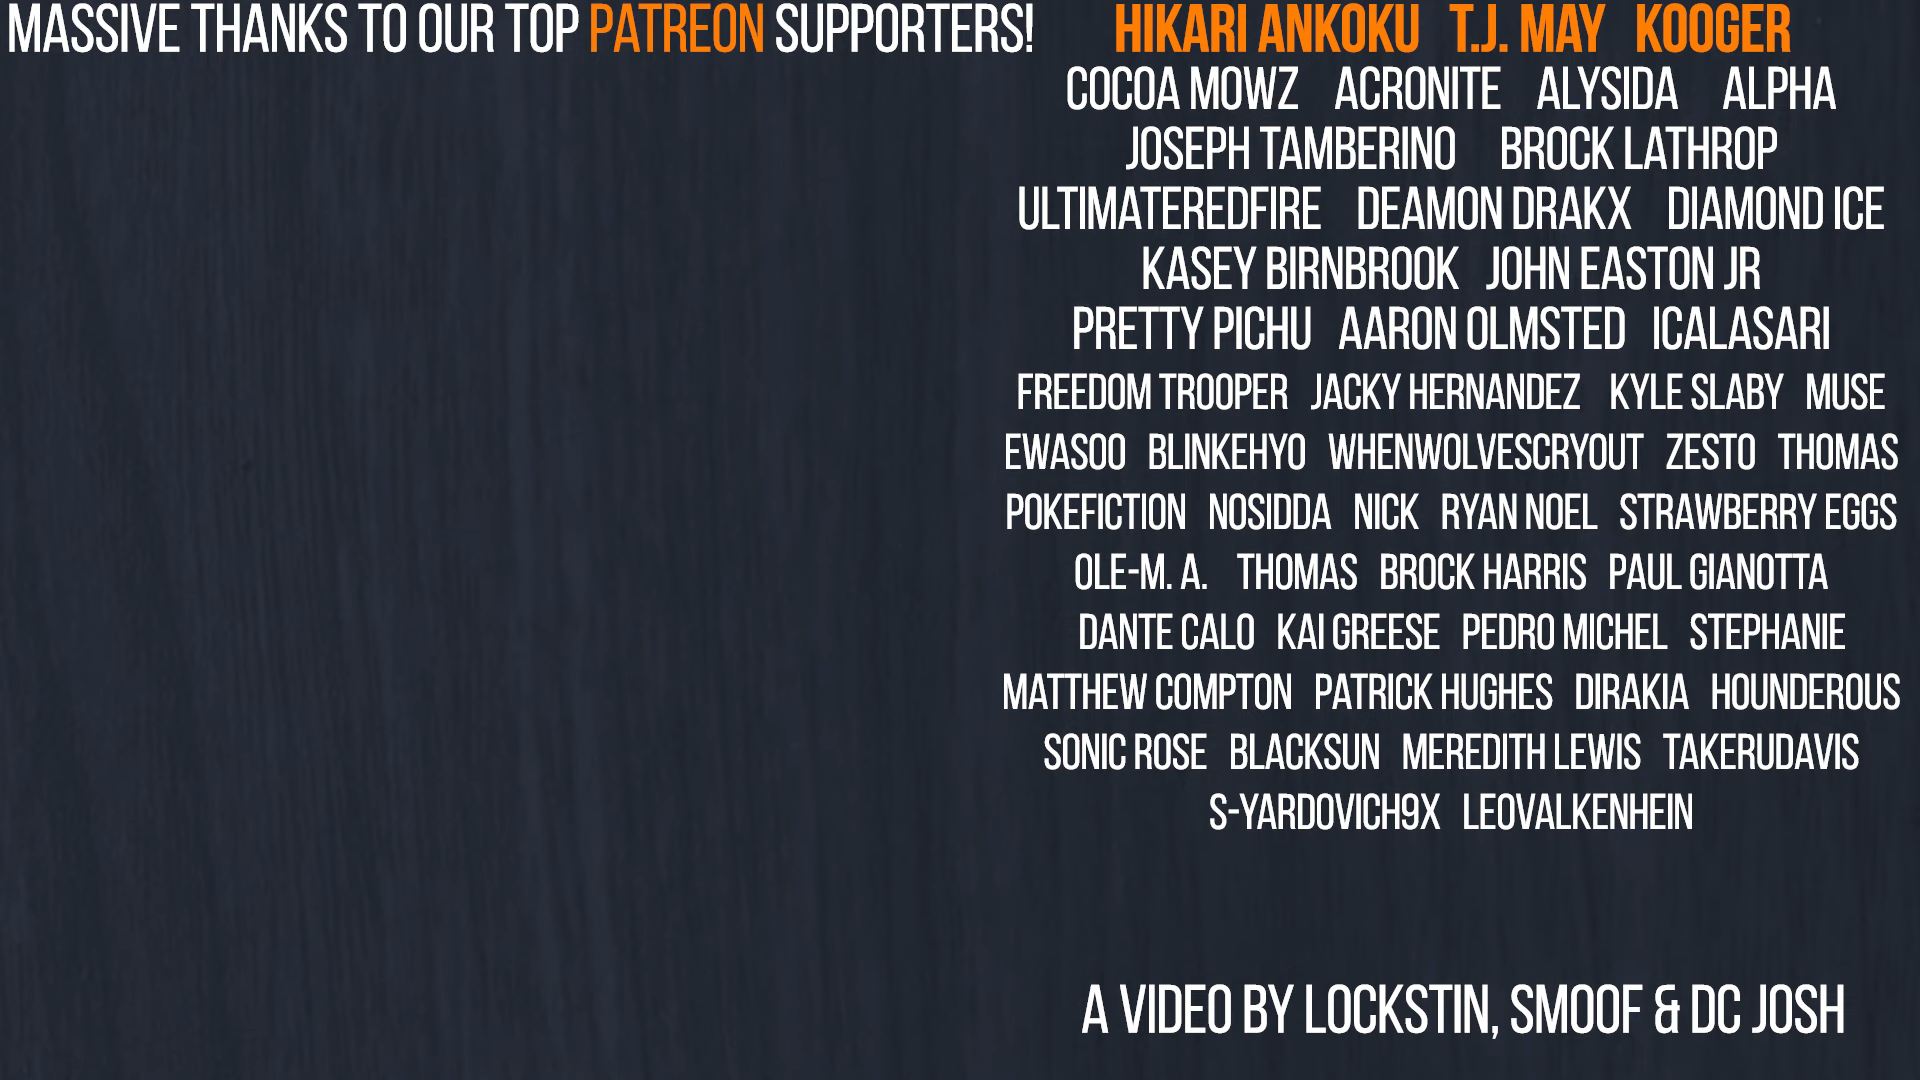 MASSIVE THANKS TO OUR TOP PATREON SUPPORTERS!
HIKARI ANKOKU T.J. MAY KOOGER
COCOA MOWZ ACRONITE ALYSIDA ALPHA
JOSEPH TAMBERINO BROCK LATHROP
ULTIMATEREDFIRE DEAMON DRAKX DIAMOND ICE
KASEY BIRNBROOK JOHN EASTON JR
PRETTY PICHU AARON OLMSTED ICALASARI
FREEDOM TROOPER JACKY HERNANDEZ KYLE SLABY MUSE
EWASOO BLINKEHYO WHENWOLVESCRYOUT ZESTO THOMAS
POKEFICTION NOSIDDA NICK RYAN NOEL STRAWBERRY EGGS
OLE-M. A. THOMAS BROCK HARRIS PAUL GIANOTTA
DANTE CALO KAI GREESE PEDRO MICHEL STEPHANIE
MATTHEW COMPTON PATRICK HUGHES DIRAKIA HOUNDEROUS
SONIC ROSE BLACKSUN MEREDITH LEWIS TAKERUDAVIS
S-YARDOVICH9X LEOVALKENHEIN
A VIDEO BY LOCKSTIN, SMOOF & DC JOSH